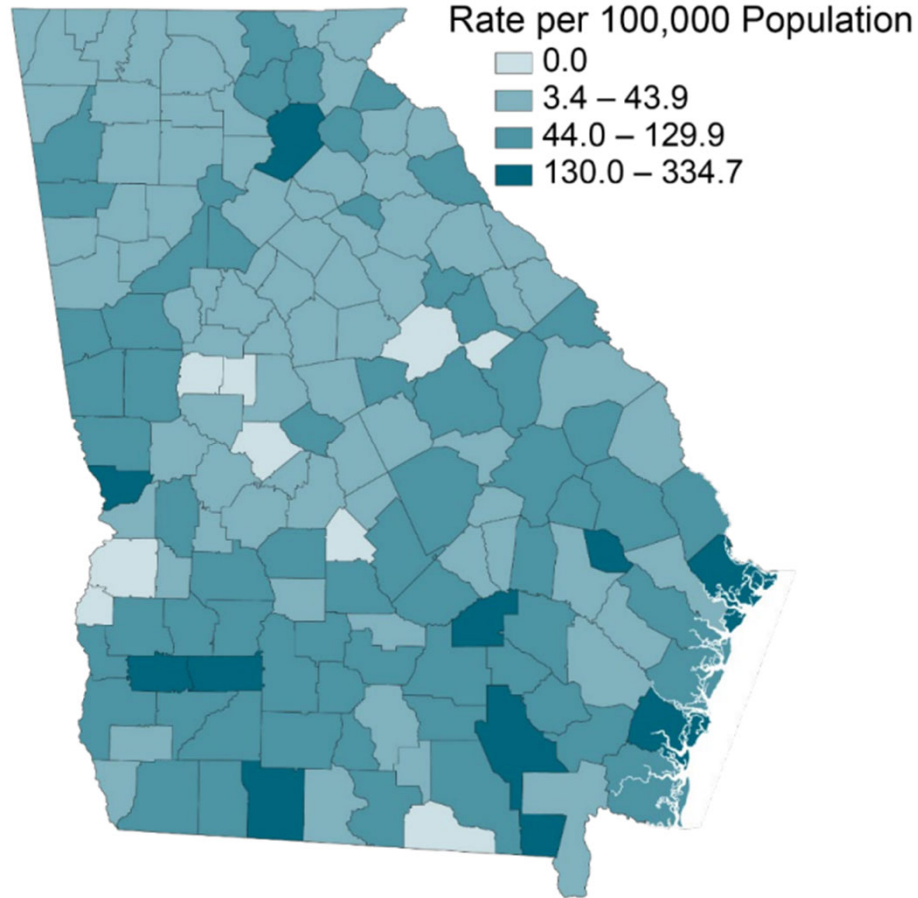 Rate per 100,000 Population
0.0
3.4 – 43.9
44.0 – 129.9
130.0 – 334.7